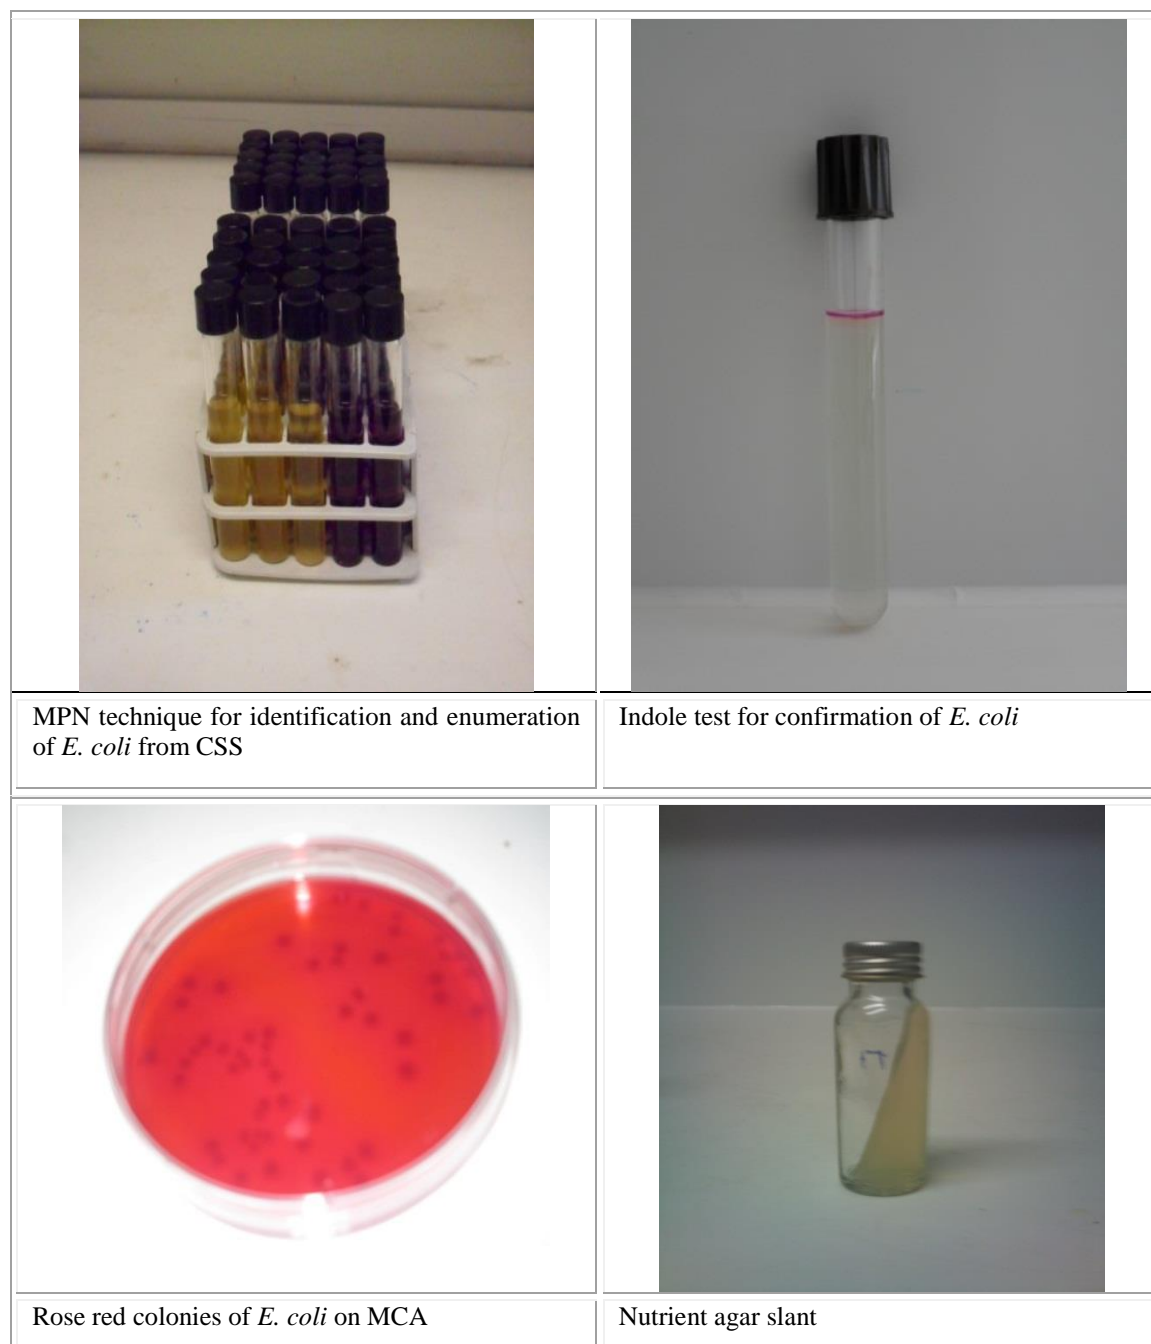 MPN technique for identification and enumeration
of E. coli from CSS
Indole test for confirmation of E. coli
Rose red colonies of E. coli on MCA
Nutrient agar slant